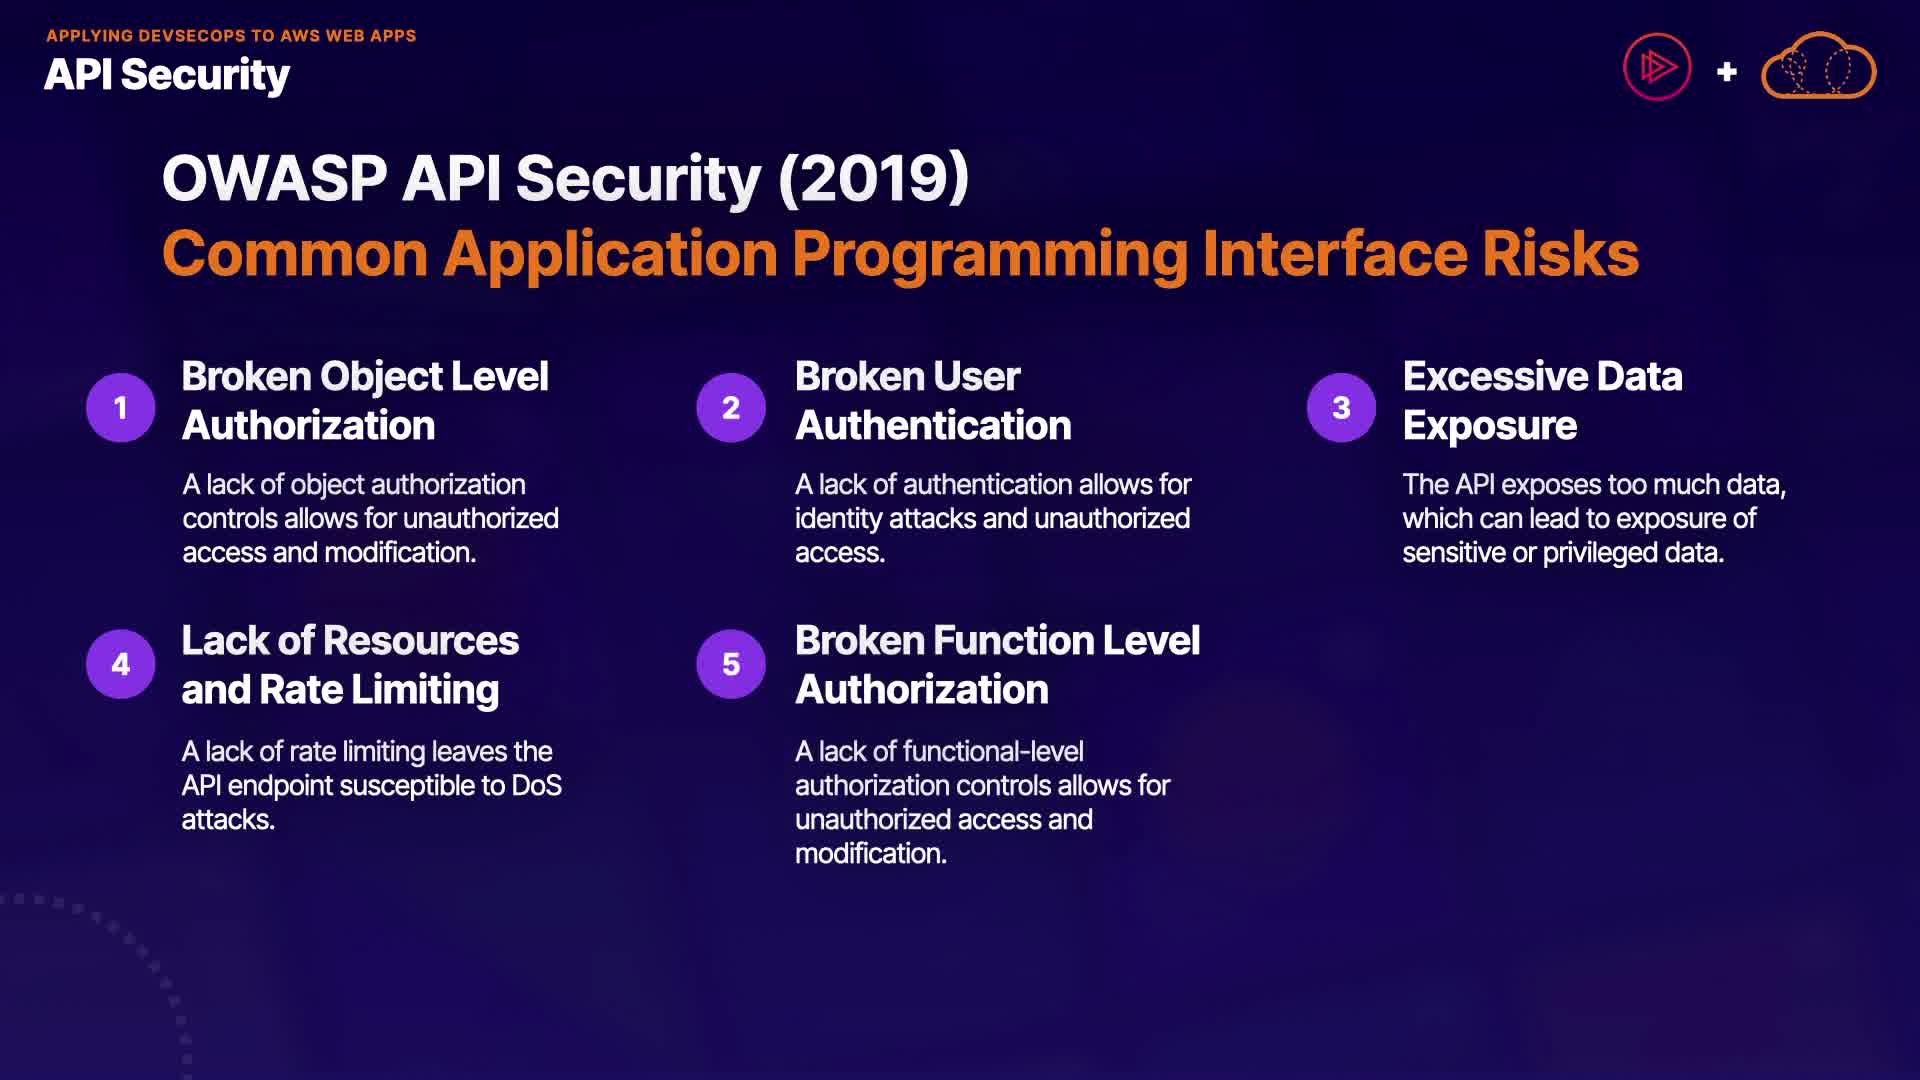 APPLYING DEVSECOPS TO AWS WEB APPS
API Security
+
OWASP API Security (2019)
Common Application Programming Interface Risks
1
Broken Object Level
Authorization
A lack of object authorization
controls allows for unauthorized
access and modification.
2
Broken User
Authentication
A lack of authentication allows for
identity attacks and unauthorized
access.
3
Excessive Data
Exposure
The API exposes too much data,
which can lead to exposure of
sensitive or privileged data.
4
Lack of Resources
and Rate Limiting
A lack of rate limiting leaves the
API endpoint susceptible to DoS
attacks.
5
Broken Function Level
Authorization
A lack of functional-level
authorization controls allows for
unauthorized access and
modification.